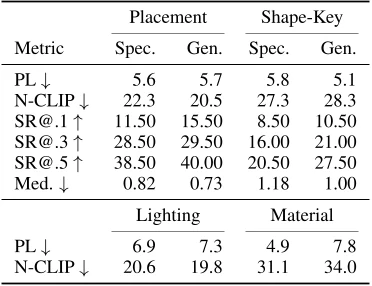 Placement Shape-Key
Metric Spec. Gen. Spec. Gen.
PL ↓ 5.6 5.7 5.8 5.1
N-CLIP ↓ 22.3 20.5 27.3 28.3
SR@.1 ↑ 11.50 15.50 8.50 10.50
SR@.3 ↑ 28.50 29.50 16.00 21.00
SR@.5 ↑ 38.50 40.00 20.50 27.50
Med. ↓ 0.82 0.73 1.18 1.00
Lighting Material
PL ↓ 6.9 7.3 4.9 7.8
N-CLIP ↓ 20.6 19.8 31.1 34.0